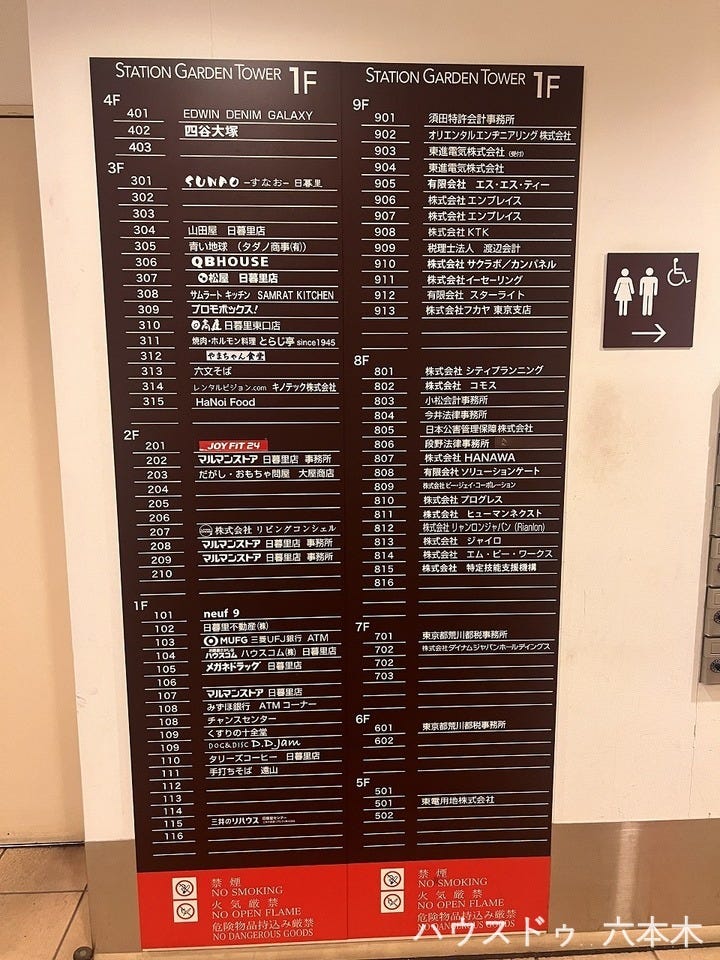 STATION GARDEN TOWER 1F
4F
401 EDWIN DENIM GALAXY
402 四谷大塚
403
3F
301 SUNAO －すなお－ 日暮里
302
303
304 山田屋 日暮里店
305 青い地球 (タダノ商事㈲)
306 QBHOUSE
307 松屋 日暮里店
308 サムラート キッチン SAMRAT KITCHEN
309 プロモボックス!
310 日高屋 日暮里東口店
311 焼肉・ホルモン料理 とらじ亭 since1945
312 やまちゃん食堂
313 六文そば
314 レンタルビジョン.com キノテック株式会社
315 HaNoi Food
2F
201 JOYFIT24
202 マルマンストア 日暮里店 事務所
203 だがし・おもちゃ問屋 大屋商店
204
205
206
207 株式会社 リビングコンシェル
208 マルマンストア 日暮里店 事務所
209 マルマンストア 日暮里店 事務所
210
1F
101 neuf 9
102 日暮里不動産㈱
103 MUFG 三菱UFJ銀行 ATM
104 ハウスコム ハウスコム㈱ 日暮里店
105 メガネドラッグ 日暮里店
106
107 マルマンストア 日暮里店
108 みずほ銀行 ATMコーナー
108 チャンスセンター
109 くすりの十全堂
109 DOG&DISC D.D.Jam
110 タリーズコーヒー 日暮里店
111 手打ちそば 遠山
112
113
114
115 三井のリハウス
116
禁煙
NO SMOKING
火気厳禁
NO OPEN FLAME
危険物品持込み厳禁
NO DANGEROUS GOODS
STATION GARDEN TOWER 1F
9F
901 須田特許会計事務所
902 オリエンタルエンヂニアリング株式会社
903 東進電気株式会社 (受付)
904 東進電気株式会社
905 有限会社 エス・エス・ティー
906 株式会社エンブレイス
907 株式会社エンブレイス
908 株式会社KTK
909 税理士法人 渡辺会計
910 株式会社サクラボ／カンパネル
911 株式会社イーセーリング
912 有限会社 スターライト
913 株式会社フカヤ 東京支店
8F
801 株式会社 シティプランニング
802 株式会社 コモス
803 小松会計事務所
804 今井法律事務所
805 日本公害管理保障株式会社
806 段野法律事務所
807 株式会社HANAWA
808 有限会社ソリューションゲート
809 株式会社ピー・ジェイ・コーポレーション
810 株式会社プログレス
811 株式会社 ヒューマンネクスト
812 株式会社リャンロンジャパン (Rianlon)
813 株式会社 ジャイロ
814 株式会社 エム・ピー・ワークス
815 株式会社 特定技能支援機構
816
7F
701 東京都荒川都税事務所
702 株式会社ダイナムジャパンホールディングス
702
703
6F
601 東京都荒川都税事務所
602
5F
501
501 東電用地株式会社
502
禁煙
NO SMOKING
火気厳禁
NO OPEN FLAME
危険物品持込み厳禁
NO DANGEROUS GOODS
ハウスドゥ 六本木